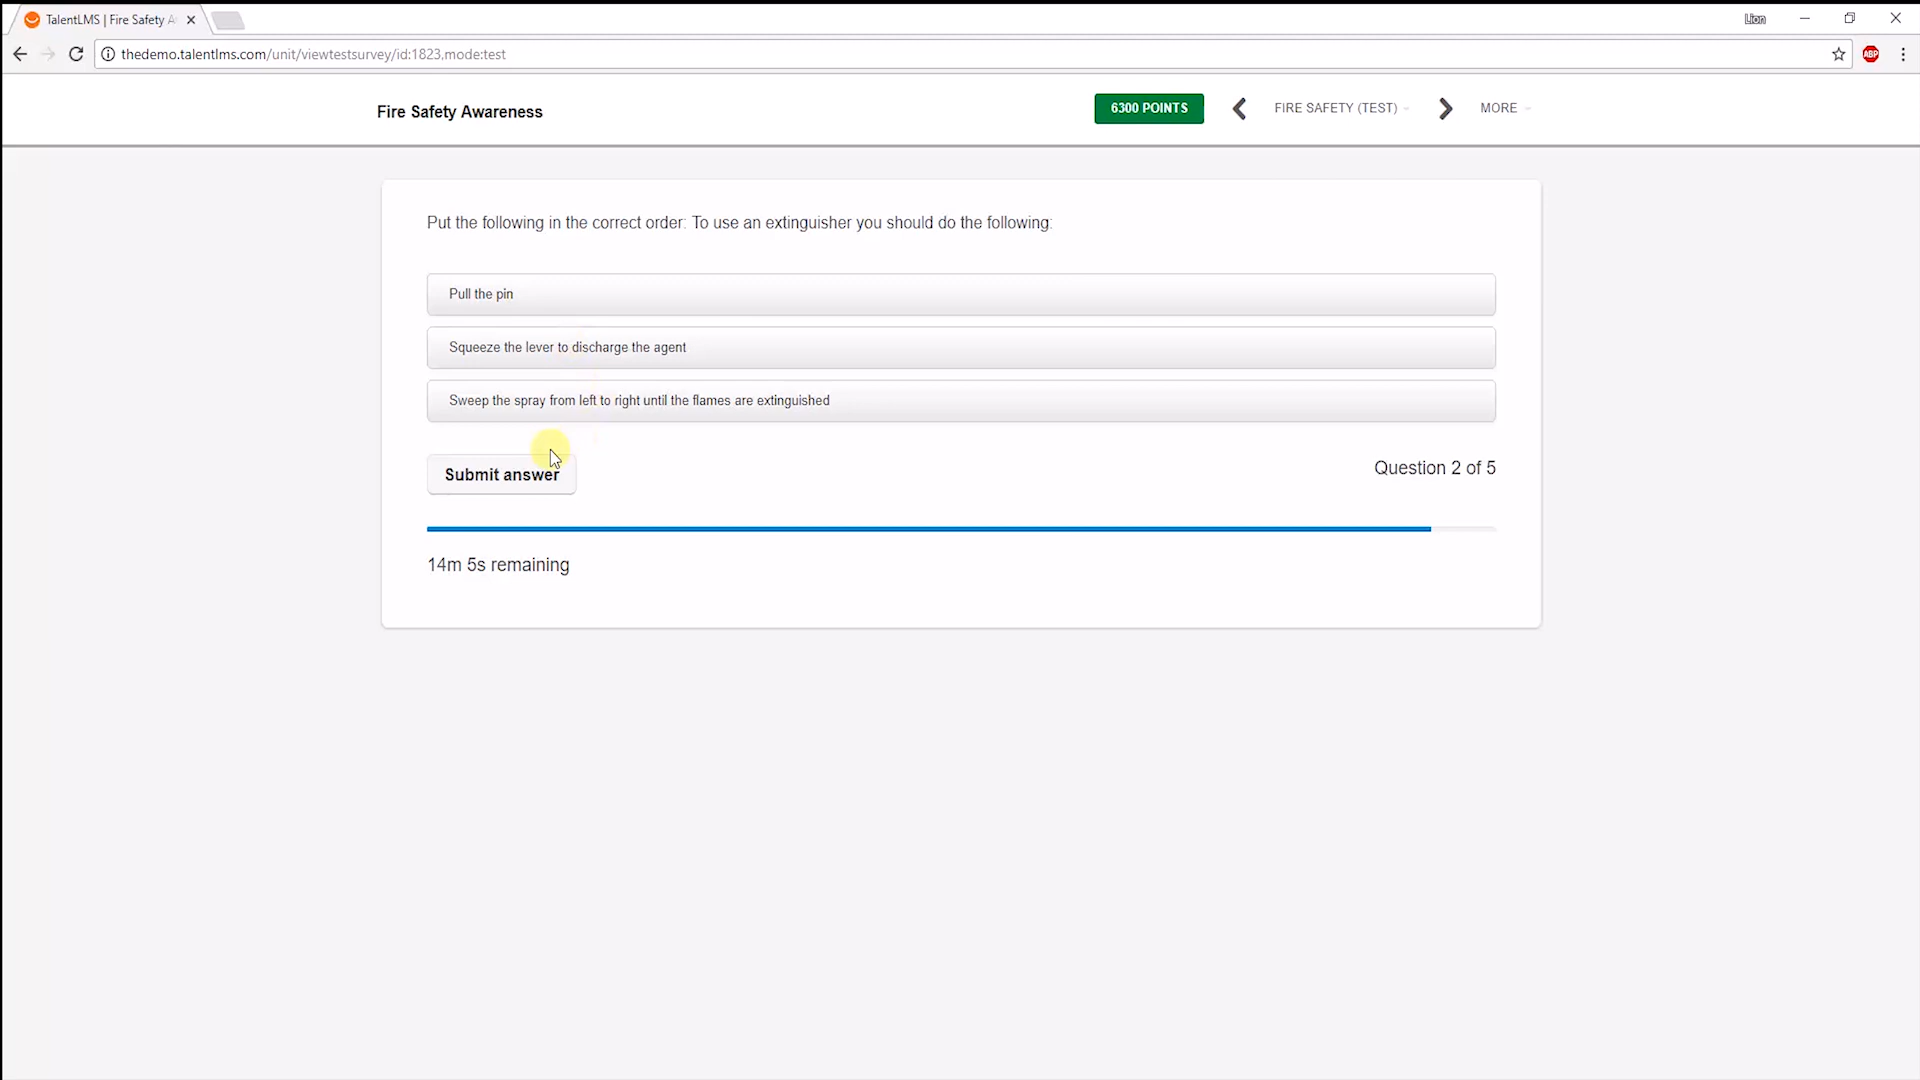 TalentLMS | Fire Safety A
Lion
thedemo.talentlms.com/unit/viewtestsurvey/id:1823,mode:test
ABP
Fire Safety Awareness
6300 POINTS
FIRE SAFETY (TEST)
MORE
Put the following in the correct order: To use an extinguisher you should do the following:
Pull the pin
Squeeze the lever to discharge the agent
Sweep the spray from left to right until the flames are extinguished
Submit answer
Question 2 of 5
14m 5s remaining